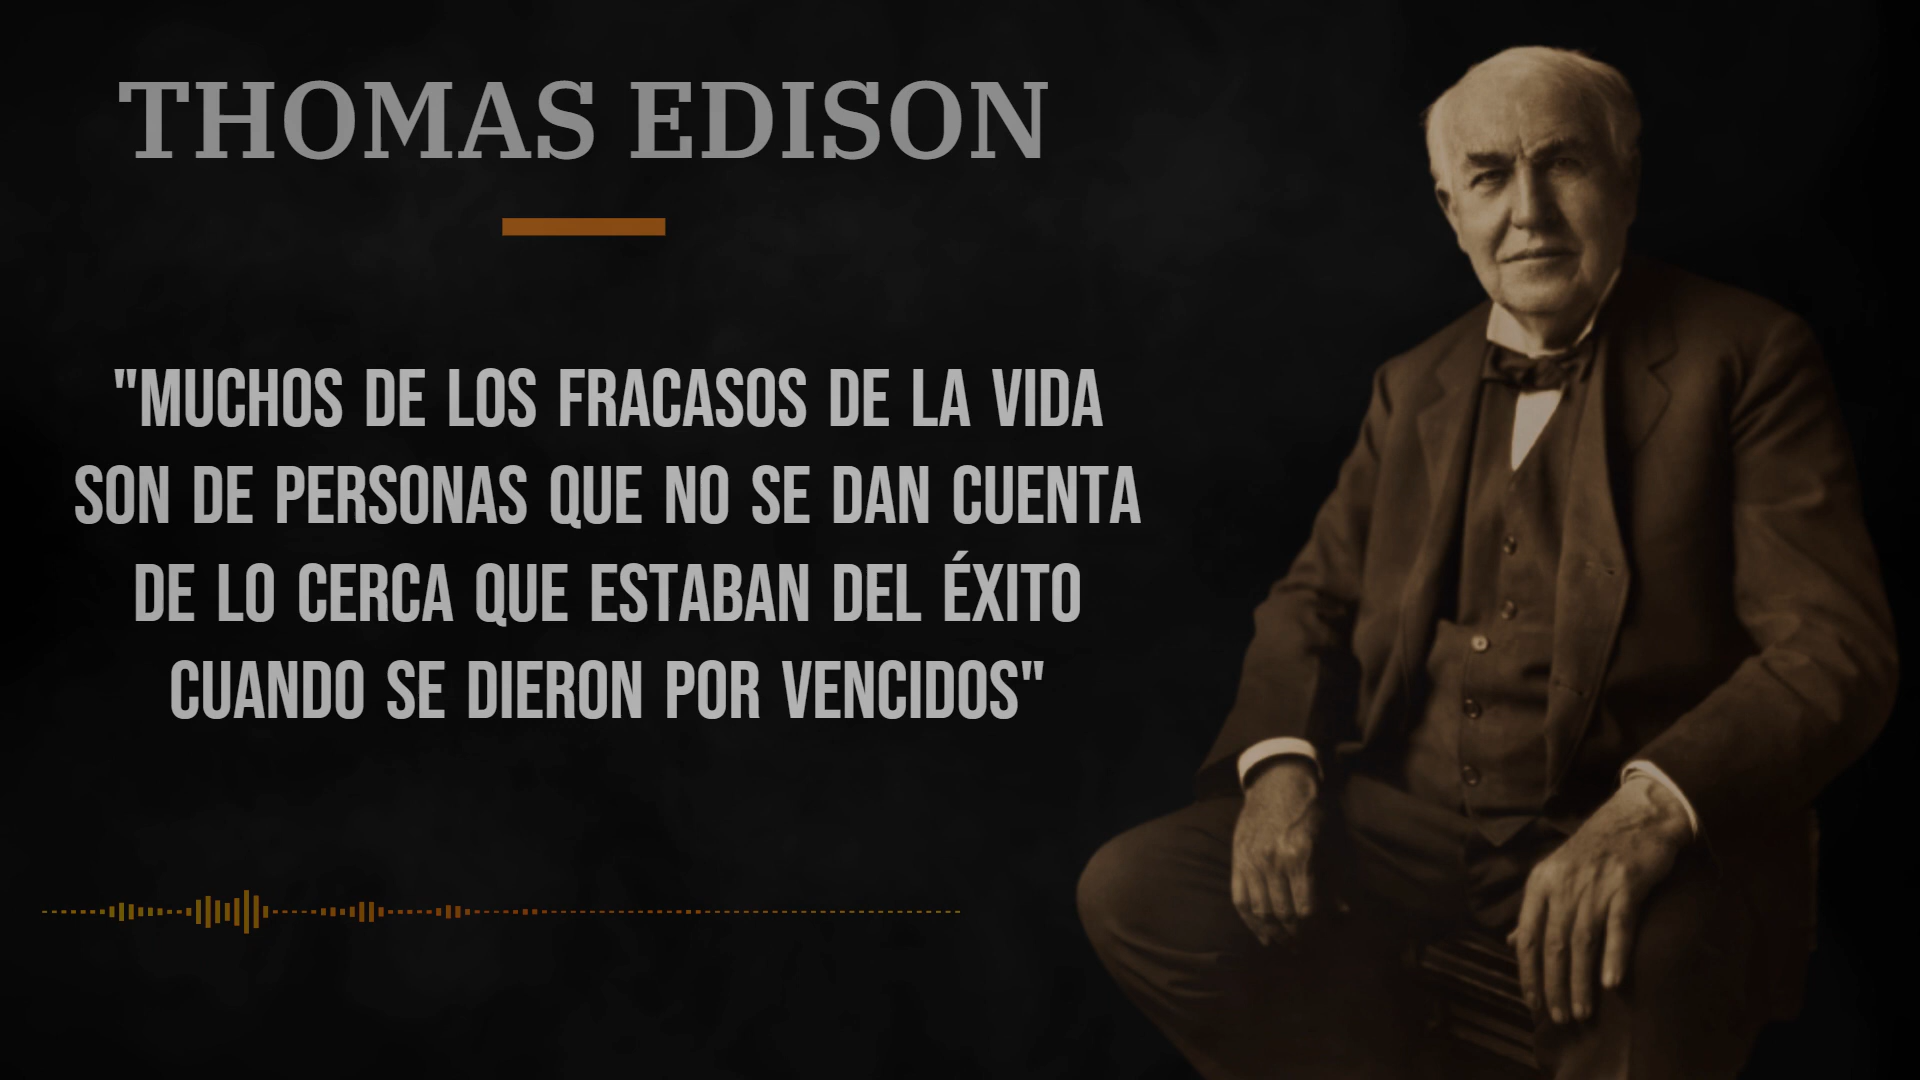 THOMAS EDISON
"MUCHOS DE LOS FRACASOS DE LA VIDA
SON DE PERSONAS QUE NO SE DAN CUENTA
DE LO CERCA QUE ESTABAN DEL ÉXITO
CUANDO SE DIERON POR VENCIDOS"